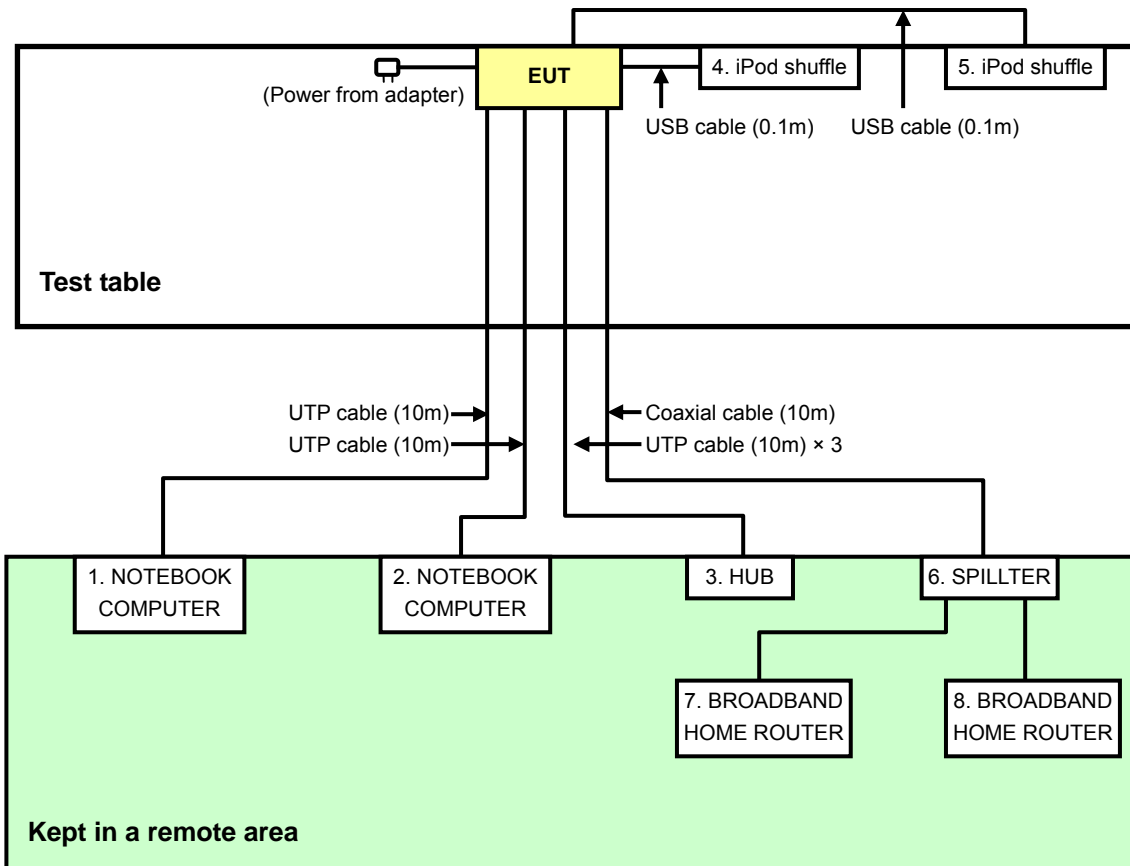 EUT
4. iPod shuffle
5. iPod shuffle
(Power from adapter)
USB cable (0.1m)
USB cable (0.1m)
Test table
UTP cable (10m)
Coaxial cable (10m)
UTP cable (10m)
UTP cable (10m) × 3
1. NOTEBOOK
COMPUTER
2. NOTEBOOK
COMPUTER
3. HUB
6. SPILLTER
7. BROADBAND
HOME ROUTER
8. BROADBAND
HOME ROUTER
Kept in a remote area